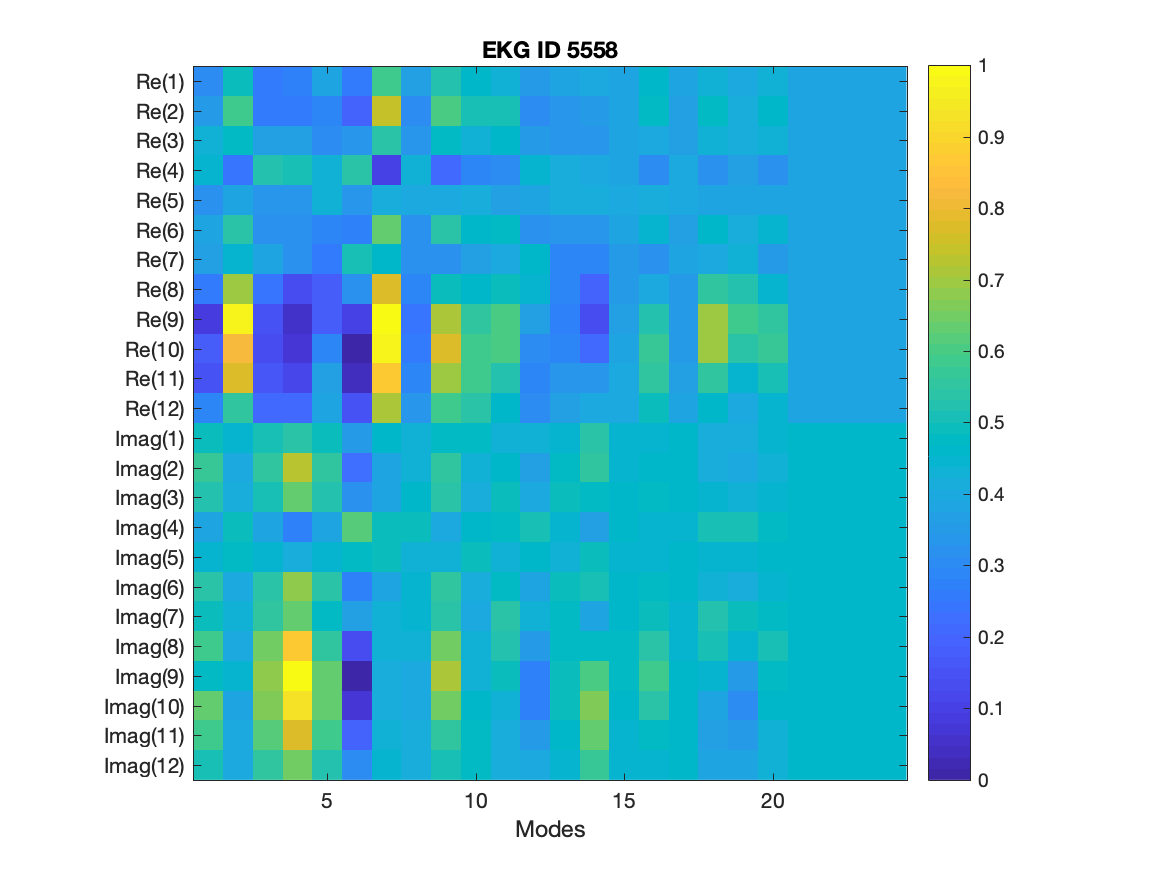 EKG ID 5558
Re(1)
Re(2)
Re(3)
Re(4)
Re(5)
Re(6)
Re(7)
Re(8)
Re(9)
Re(10)
Re(11)
Re(12)
Imag(1)
Imag(2)
Imag(3)
Imag(4)
Imag(5)
Imag(6)
Imag(7)
Imag(8)
Imag(9)
Imag(10)
Imag(11)
Imag(12)
5 10 15 20
Modes
1
0.9
0.8
0.7
0.6
0.5
0.4
0.3
0.2
0.1
0